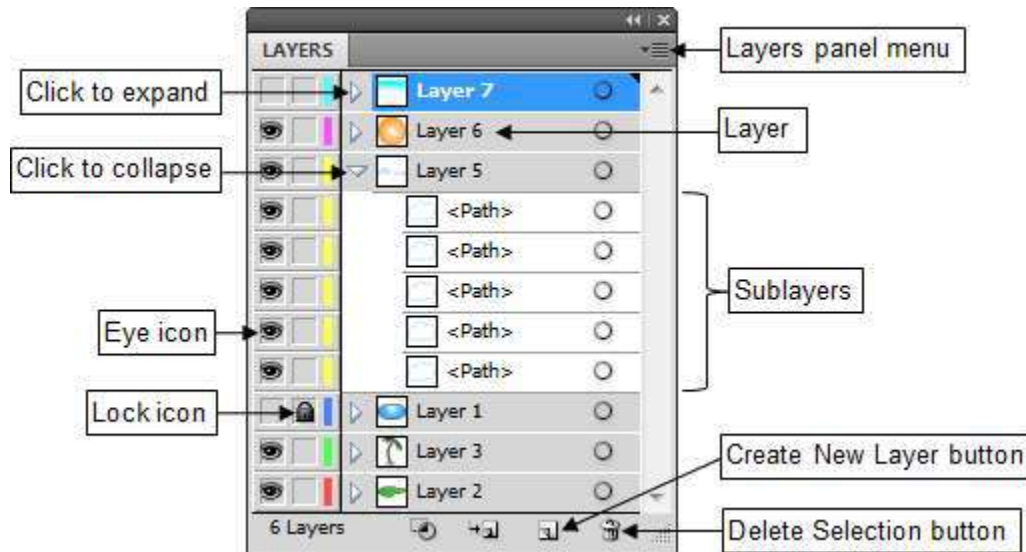 LAYERS
Layers panel menu
Click to expand
Layer 7
Layer 6
Layer
Click to collapse
Layer 5
<Path>
<Path>
<Path>
Sublayers
Eye icon
<Path>
<Path>
Lock icon
Layer 1
Layer 3
Create New Layer button
Layer 2
6 Layers
Delete Selection button